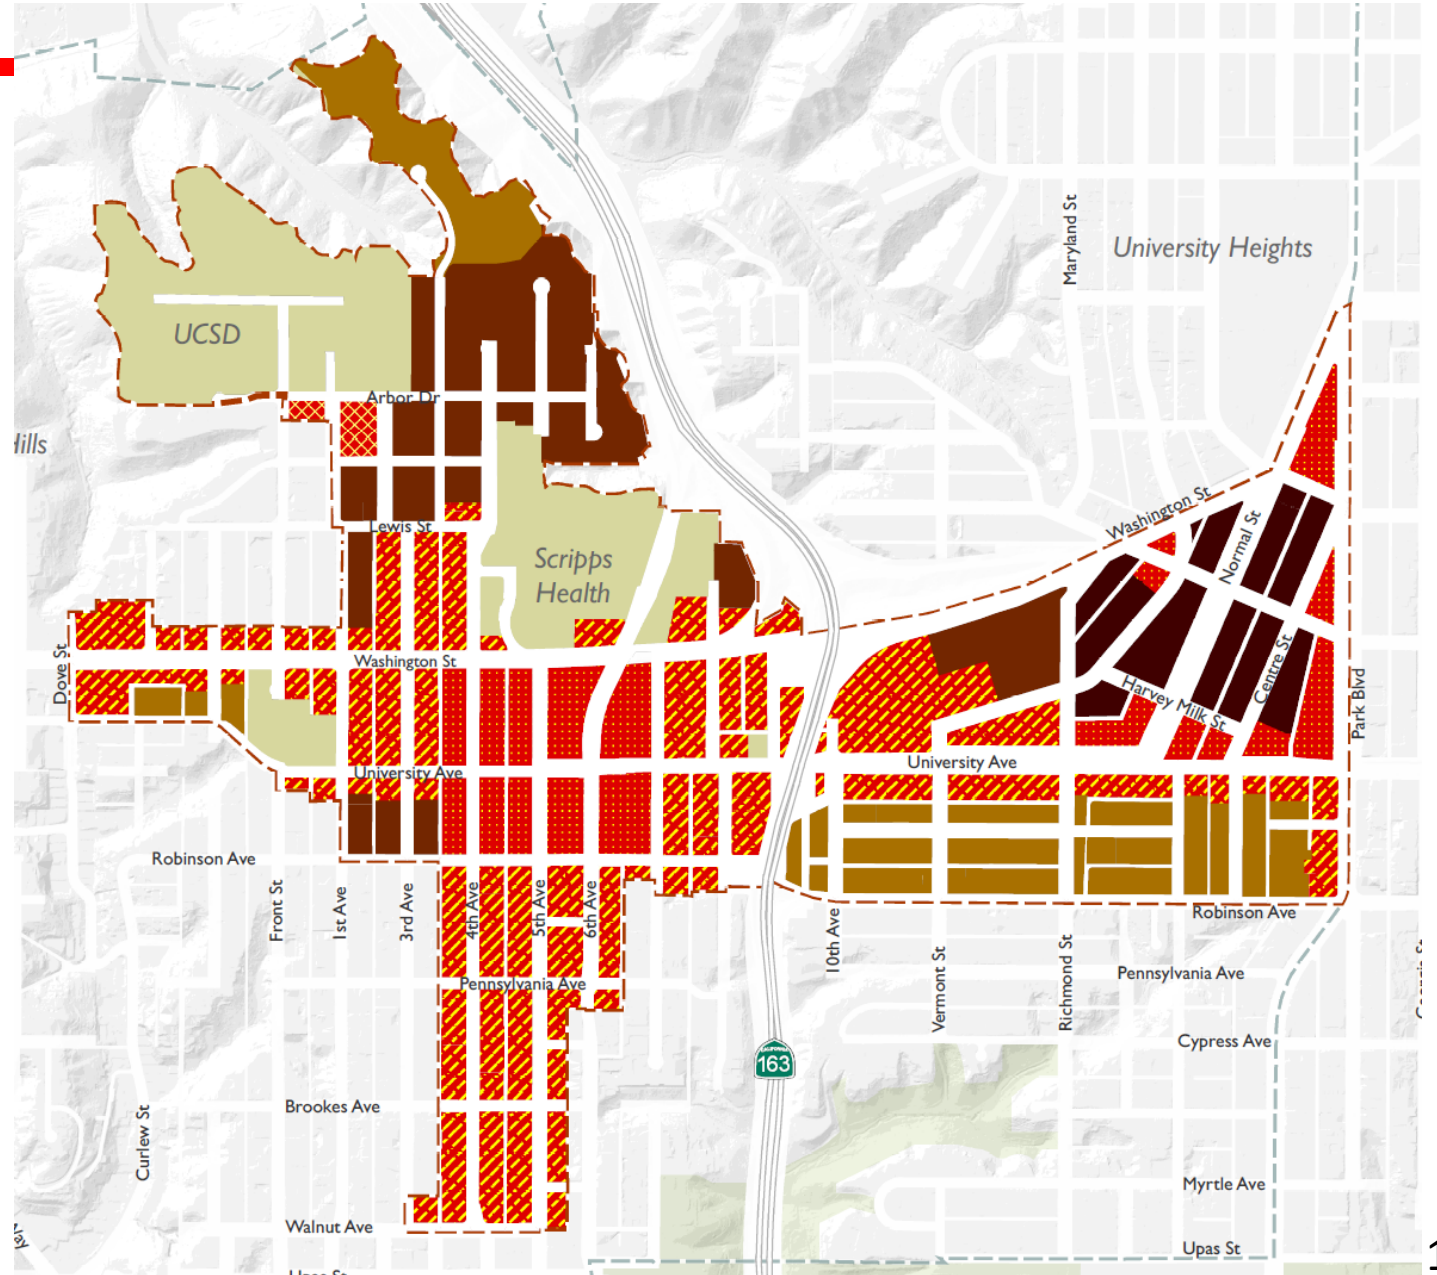 Maryland St
University Heights
UCSD
Arbor Dr
Hills
Washington St
Lewis St
Normal St
Scripps
Health
Centre St
Dove St
Washington St
Harvey Milk St
Park Blvd
University Ave
University Ave
Robinson Ave
Front St
1st Ave
3rd Ave
4th Ave
5th Ave
6th Ave
10th Ave
Robinson Ave
Vermont St
Richmond St
Pennsylvania Ave
Pennsylvania Ave
CALIFORNIA
163
Cypress Ave
Brookes Ave
Curlew St
Myrtle Ave
Walnut Ave
Upas St
1